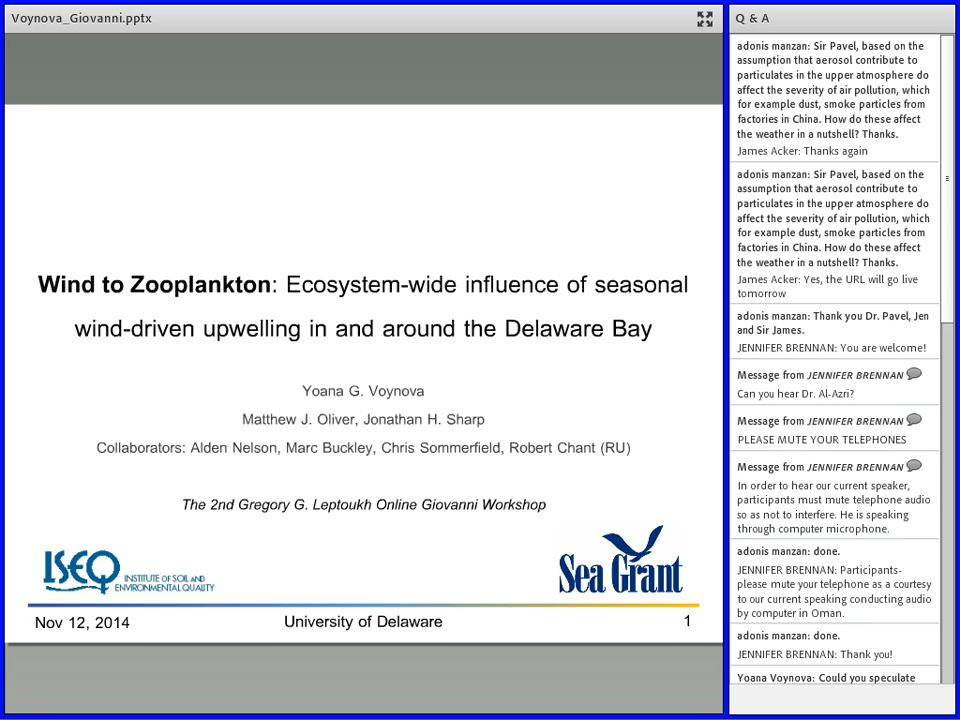 Voynova_Giovanni.pptx
Wind to Zooplankton: Ecosystem-wide influence of seasonal
wind-driven upwelling in and around the Delaware Bay
Yoana G. Voynova
Matthew J. Oliver, Jonathan H. Sharp
Collaborators: Alden Nelson, Marc Buckley, Chris Sommerfield, Robert Chant (RU)
The 2nd Gregory G. Leptoukh Online Giovanni Workshop
ISEQ INSTITUTE OF SOIL AND
ENVIRONMENTAL QUALITY
Sea Grant
Nov 12, 2014
University of Delaware
1
Q & A
adonis manzan: Sir Pavel, based on the
assumption that aerosol contribute to
particulates in the upper atmosphere do
affect the severity of air pollution, which
for example dust, smoke particles from
factories in China. How do these affect
the weather in a nutshell? Thanks.
James Acker: Thanks again
adonis manzan: Sir Pavel, based on the
assumption that aerosol contribute to
particulates in the upper atmosphere do
affect the severity of air pollution, which
for example dust, smoke particles from
factories in China. How do these affect
the weather in a nutshell? Thanks.
James Acker: Yes, the URL will go live
tomorrow
adonis manzan: Thank you Dr. Pavel, Jen
and Sir James.
JENNIFER BRENNAN: You are welcome!
Message from JENNIFER BRENNAN
Can you hear Dr. Al-Azri?
Message from JENNIFER BRENNAN
PLEASE MUTE YOUR TELEPHONES
Message from JENNIFER BRENNAN
In order to hear our current speaker,
participants must mute telephone audio
so as not to interfere. He is speaking
through computer microphone.
adonis manzan: done.
JENNIFER BRENNAN: Participants-
please mute your telephone as a courtesy
to our current speaking conducting audio
by computer in Oman.
adonis manzan: done.
JENNIFER BRENNAN: Thank you!
Yoana Voynova: Could you speculate